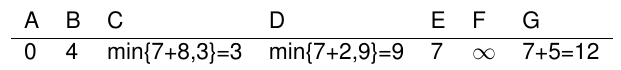 A B C D E F G
0 4 min{7+8,3}=3 min{7+2,9}=9 7 ∞ 7+5=12